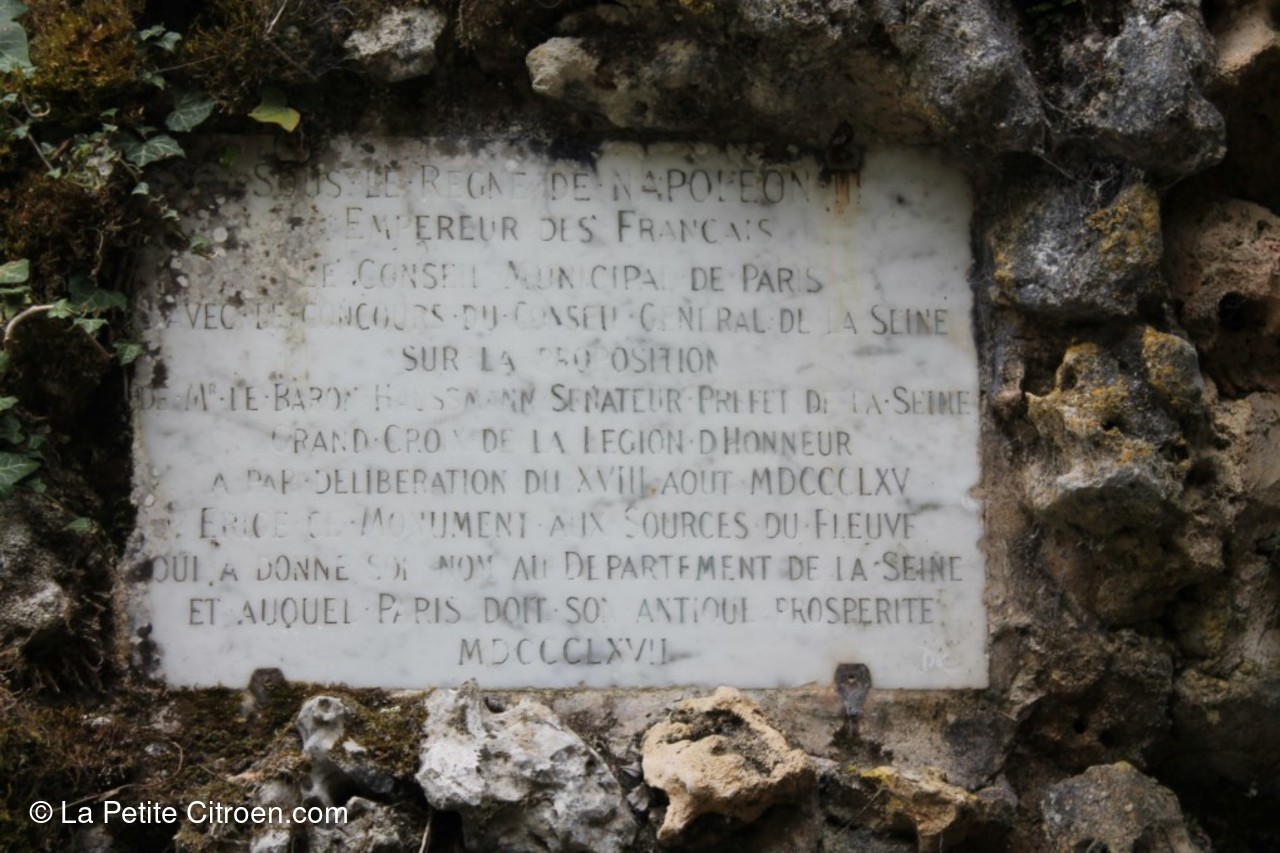 SOUS·LE·REGNE·DE·NAPOLEON·III
EMPEREUR DES FRANCAIS
LE CONSEIL MUNICIPAL DE PARIS
AVEC·LE·CONCOURS·DU·CONSEIL·GENERAL·DE·LA SEINE
SUR LA PROPOSITION
DE MR·LE·BARON HAUSSMANN SENATEUR·PREFET DE·LA·SEINE
GRAND·CROIX DE LA LEGION·D'HONNEUR
A PAR·DELIBERATION DU XVIII AOUT MDCCCLXV
ERIGE CE·MONUMENT AUX SOURCES DU FLEUVE
QUI A DONNE SON NOM AU DEPARTEMENT DE LA·SEINE
ET AUQUEL·PARIS DOIT·SON ANTIQUE PROSPERITE
MDCCCLXVII
© La Petite Citroen.com